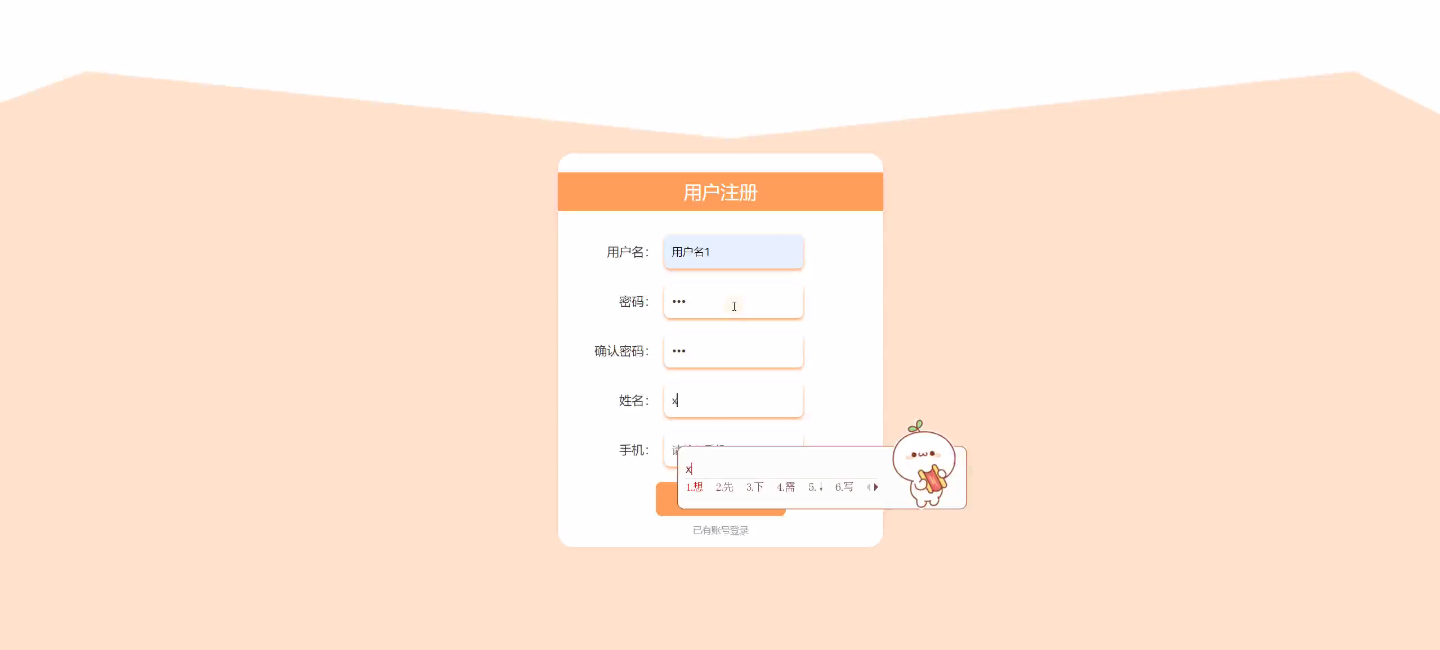 用户注册
用户名： 用户名1
密码： •••
确认密码： •••
姓名： x
手机：
x
1.想 2.先 3.下 4.需 5.↓ 6.写
已有账号登录